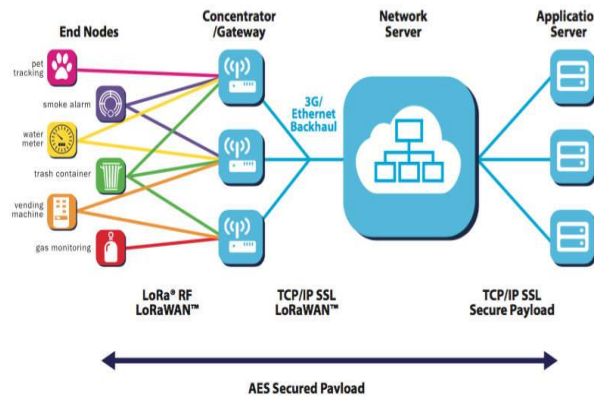 End Nodes
Concentrator
/Gateway
Network
Server
Application
Server
pet
tracking
smoke alarm
water
meter
trash container
vending
machine
gas monitoring
3G/
Ethernet
Backhaul
LoRa® RF
LoRaWAN™
TCP/IP SSL
LoRaWAN™
TCP/IP SSL
Secure Payload
AES Secured Payload